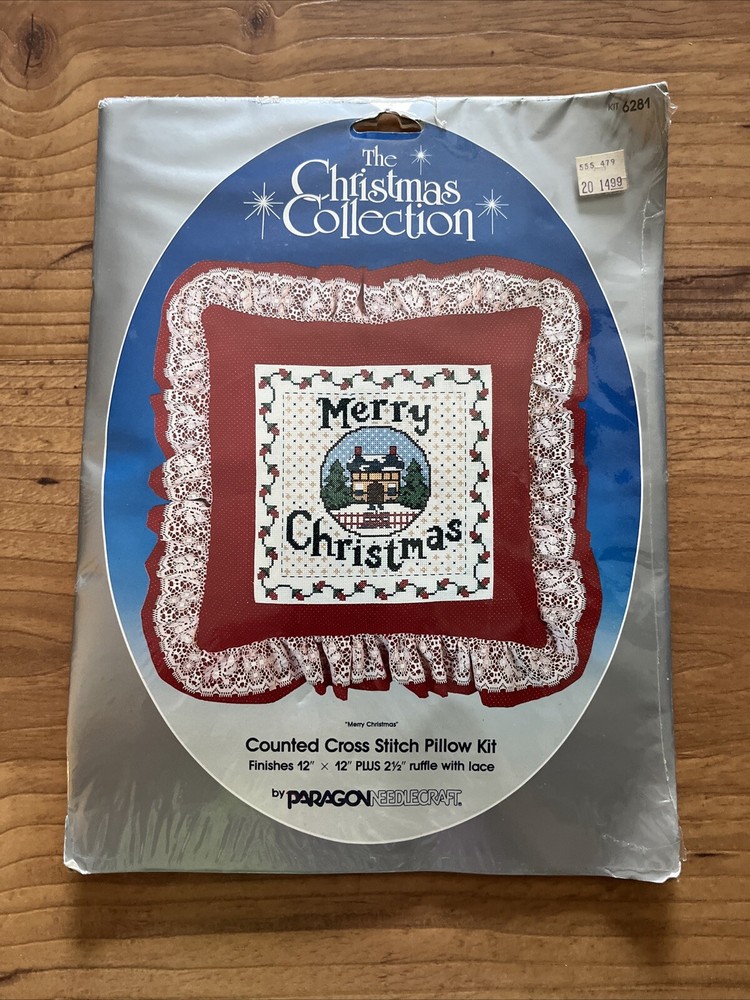 KIT 6281
The
Christmas
Collection
555 479
20 1499
Merry
Christmas
"Merry Christmas"
Counted Cross Stitch Pillow Kit
Finishes 12" × 12" PLUS 2½" ruffle with lace
by PARAGON NEEDLECRAFT